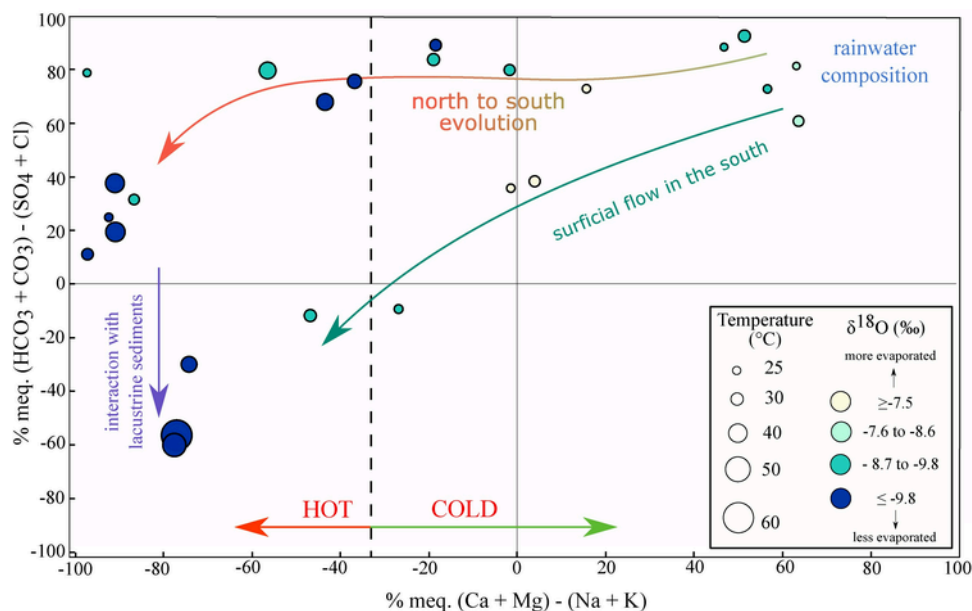 % meq. (HCO3 + CO3) - (SO4 + Cl)
100
80
60
40
20
0
-20
-40
-60
-80
-100
rainwater
composition
north to south
evolution
surficial flow in the south
interaction with
lacustrine sediments
HOT
COLD
Temperature
(°C)
25
30
40
50
60
δ18O (‰)
more evaporated
≥-7.5
-7.6 to -8.6
- 8.7 to -9.8
≤ -9.8
less evaporated
-100
-80
-60
-40
-20
0
20
40
60
80
100
% meq. (Ca + Mg) - (Na + K)